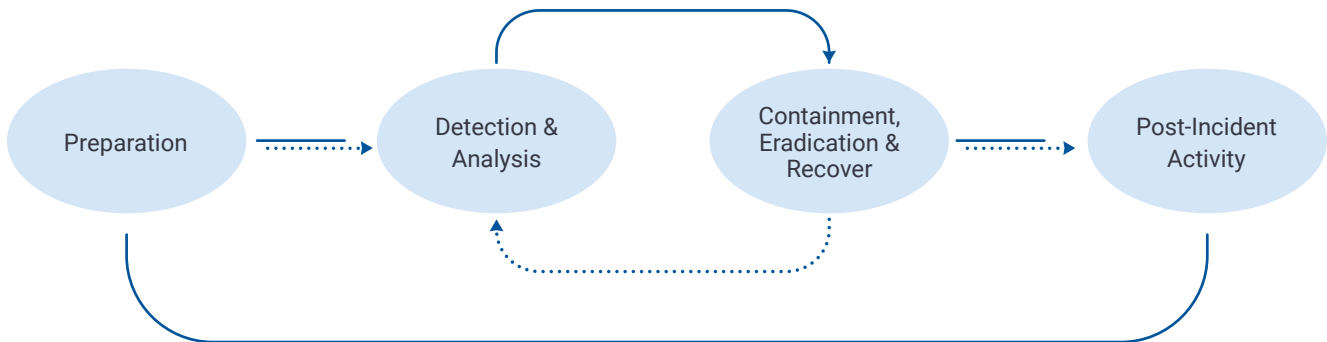 Preparation
Detection &
Analysis
Containment,
Eradication &
Recover
Post-Incident
Activity